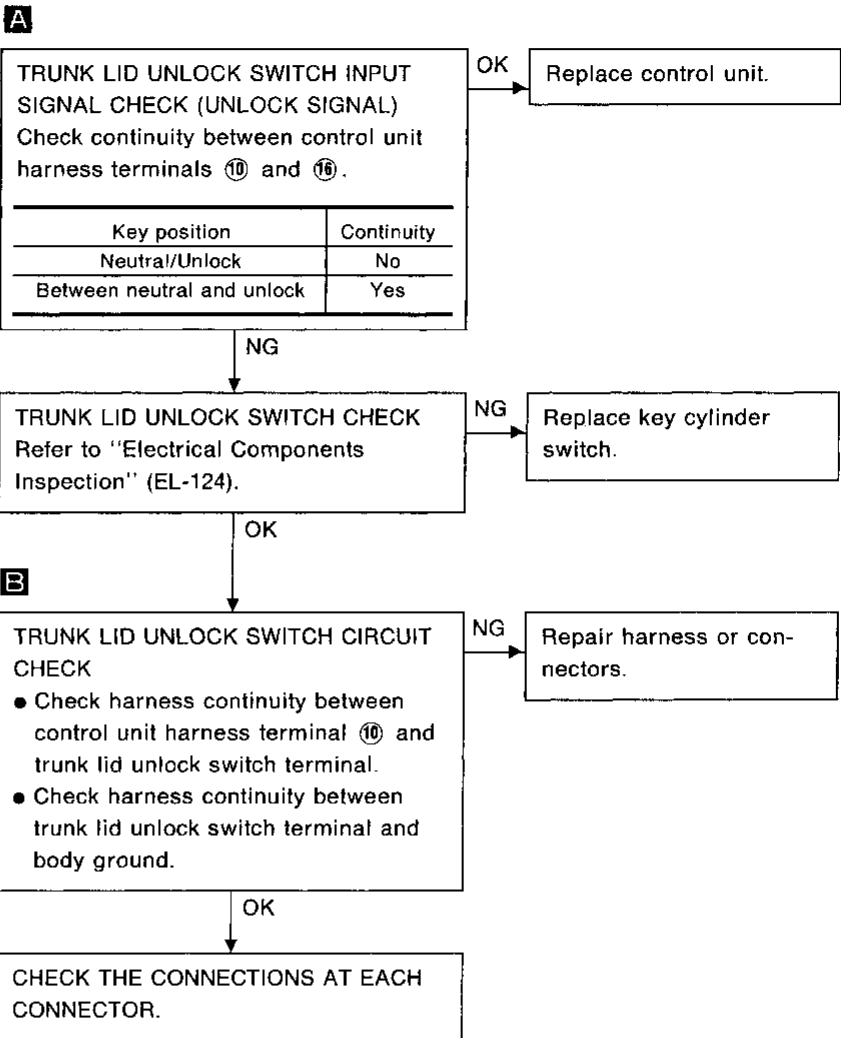 A
TRUNK LID UNLOCK SWITCH INPUT
SIGNAL CHECK (UNLOCK SIGNAL)
Check continuity between control unit
harness terminals ⑩ and ⑯.
Key position Continuity
Neutral/Unlock No
Between neutral and unlock Yes
OK
Replace control unit.
NG
TRUNK LID UNLOCK SWITCH CHECK
Refer to "Electrical Components
Inspection" (EL-124).
NG
Replace key cylinder
switch.
OK
B
TRUNK LID UNLOCK SWITCH CIRCUIT
CHECK
● Check harness continuity between
control unit harness terminal ⑩ and
trunk lid unlock switch terminal.
● Check harness continuity between
trunk lid unlock switch terminal and
body ground.
NG
Repair harness or con-
nectors.
OK
CHECK THE CONNECTIONS AT EACH
CONNECTOR.